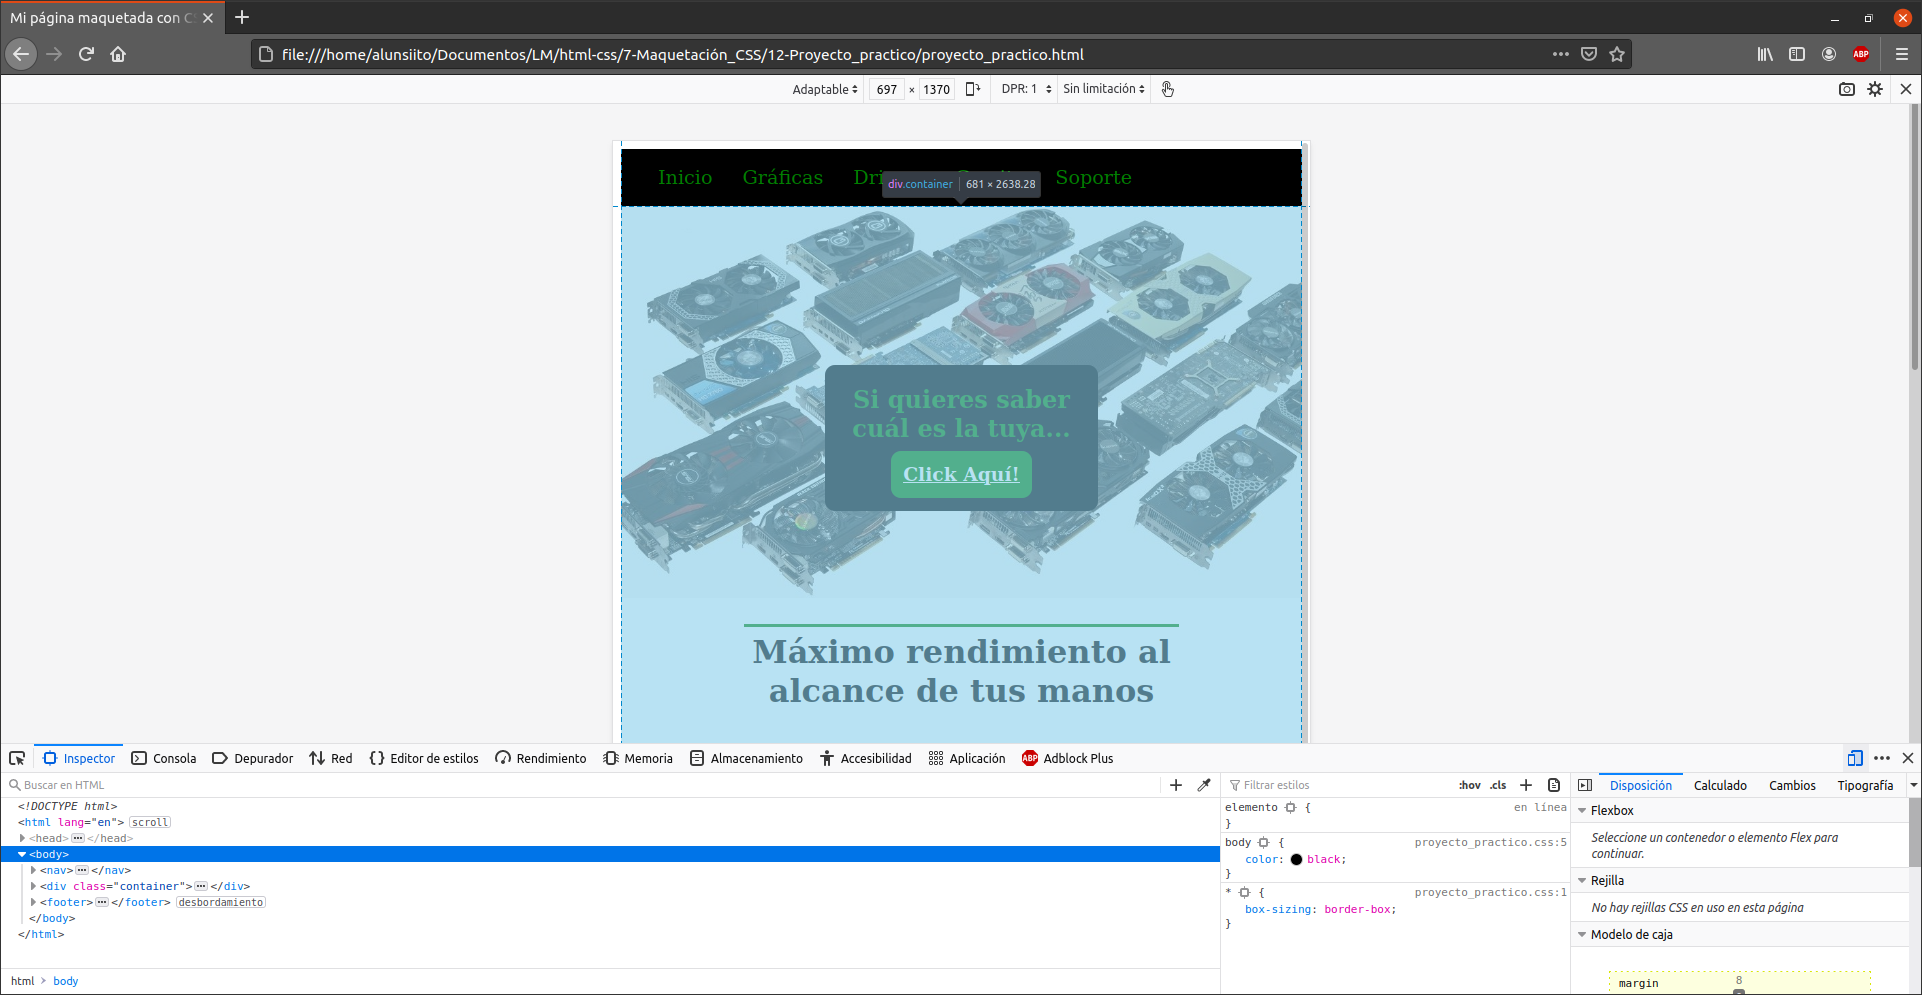 Mi página maquetada con C
file:///home/alunsiito/Documentos/LM/html-css/7-Maquetación_CSS/12-Proyecto_practico/proyecto_practico.html
ABP
Adaptable 697 × 1370 DPR: 1 Sin limitación
Inicio Gráficas Dri Soporte
div.container 681 × 2638.28
Si quieres saber
cuál es la tuya...
Click Aquí!
Máximo rendimiento al
alcance de tus manos
Inspector Consola Depurador Red Editor de estilos Rendimiento Memoria Almacenamiento Accesibilidad Aplicación ABP Adblock Plus
Buscar en HTML
Filtrar estilos :hov .cls
Disposición Calculado Cambios Tipografía
<!DOCTYPE html>
<html lang="en"> scroll
<head> ••• </head>
<body>
<nav> ••• </nav>
<div class="container"> ••• </div>
<footer> ••• </footer> desbordamiento
</body>
</html>
html > body
elemento { en línea
}
body { proyecto_practico.css:5
color: black;
}
* { proyecto_practico.css:1
box-sizing: border-box;
}
Flexbox
Seleccione un contenedor o elemento Flex para
continuar.
Rejilla
No hay rejillas CSS en uso en esta página
Modelo de caja
margin 8